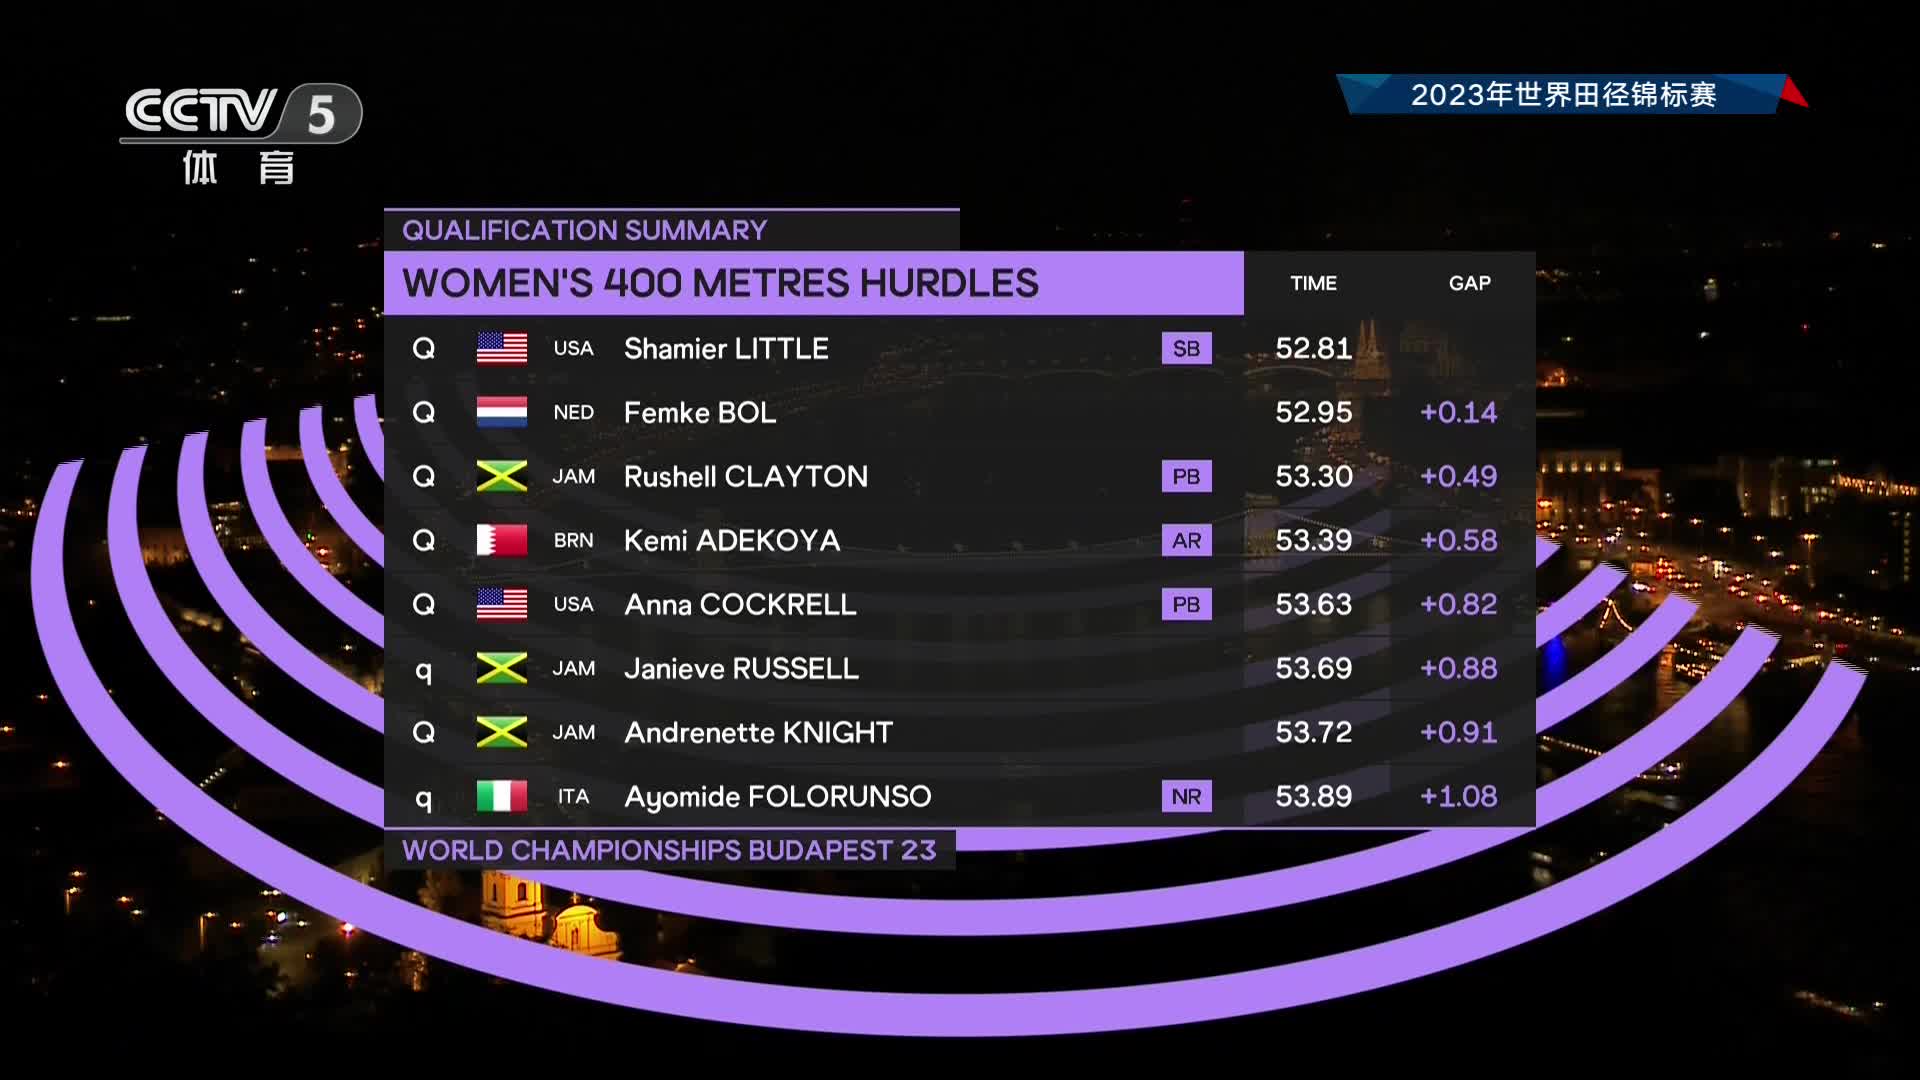 CCTV 5
体 育
2023年世界田径锦标赛
QUALIFICATION SUMMARY
WOMEN'S 400 METRES HURDLES TIME GAP
Q USA Shamier LITTLE SB 52.81
Q NED Femke BOL 52.95 +0.14
Q JAM Rushell CLAYTON PB 53.30 +0.49
Q BRN Kemi ADEKOYA AR 53.39 +0.58
Q USA Anna COCKRELL PB 53.63 +0.82
q JAM Janieve RUSSELL 53.69 +0.88
Q JAM Andrenette KNIGHT 53.72 +0.91
q ITA Ayomide FOLORUNSO NR 53.89 +1.08
WORLD CHAMPIONSHIPS BUDAPEST 23